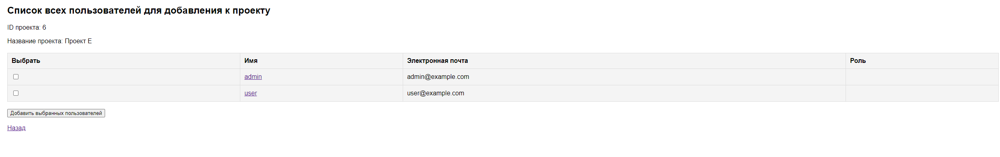 Список всех пользователей для добавления к проекту
ID проекта: 6
Название проекта: Проект Е
Выбрать Имя Электронная почта Роль
admin admin@example.com
user user@example.com
Добавить выбранных пользователей
Назад